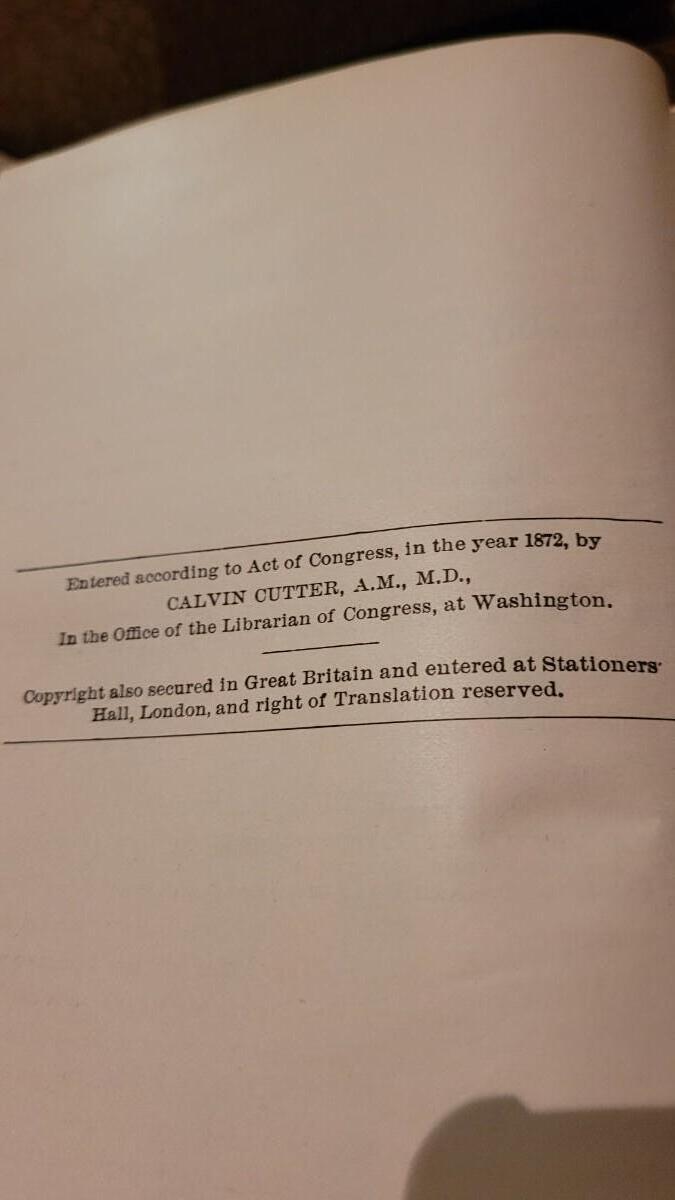 Entered according to Act of Congress, in the year 1872, by
CALVIN CUTTER, A.M., M.D.,
In the Office of the Librarian of Congress, at Washington.
Copyright also secured in Great Britain and entered at Stationers'
Hall, London, and right of Translation reserved.